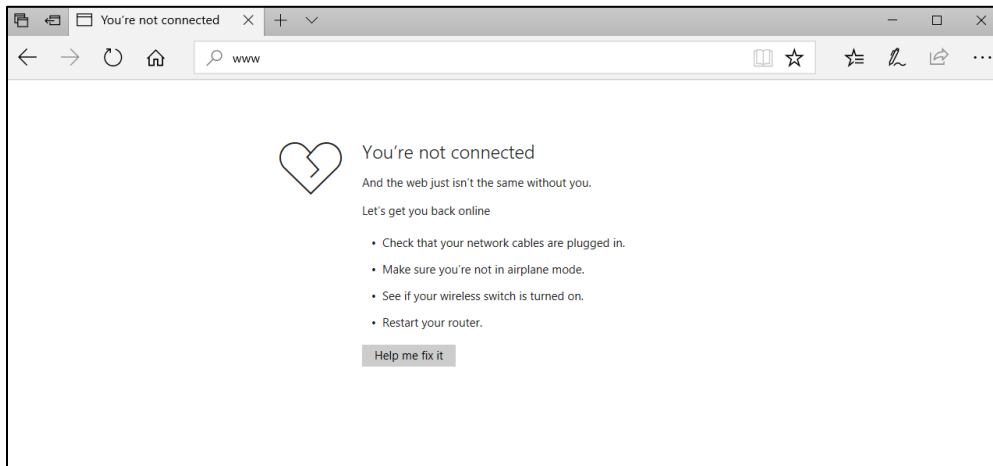 You're not connected
www
You're not connected
And the web just isn't the same without you.
Let's get you back online
• Check that your network cables are plugged in.
• Make sure you're not in airplane mode.
• See if your wireless switch is turned on.
• Restart your router.
Help me fix it